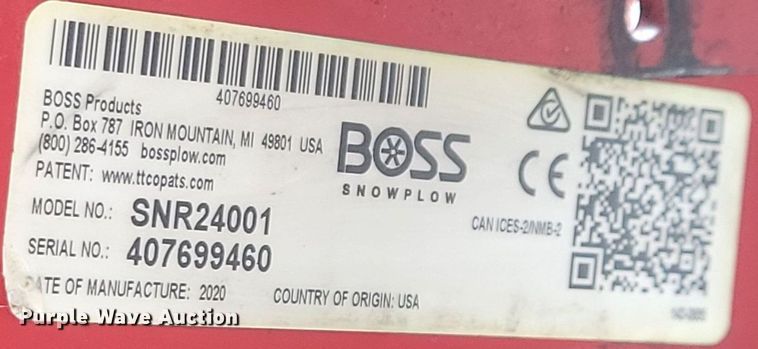 407699460
BOSS Products
P.O. Box 787 IRON MOUNTAIN, MI 49801 USA
(800) 286-4155 bossplow.com
PATENT: www.ttcopats.com
BOSS
SNOWPLOW
CE
CAN ICES-2/NMB-2
MODEL NO.: SNR24001
SERIAL NO.: 407699460
ATE OF MANUFACTURE: 2020 COUNTRY OF ORIGIN: USA
Purple Wave Auction